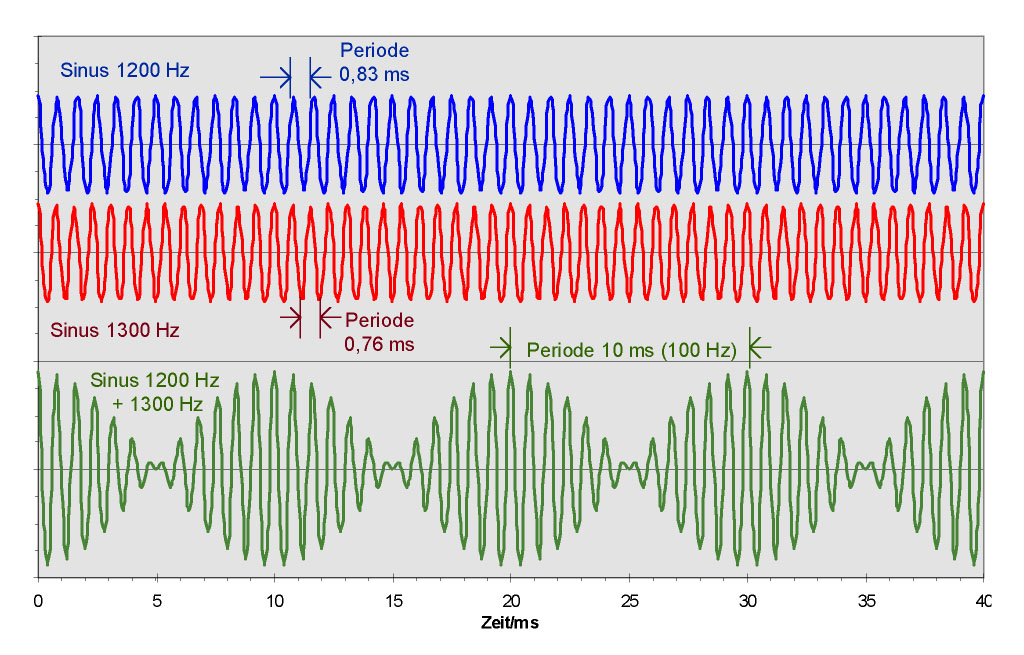 Sinus 1200 Hz
Periode
0,83 ms
Sinus 1300 Hz
Periode
0,76 ms
Periode 10 ms (100 Hz)
Sinus 1200 Hz
+ 1300 Hz
0 5 10 15 20 25 30 35 40
Zeit/ms